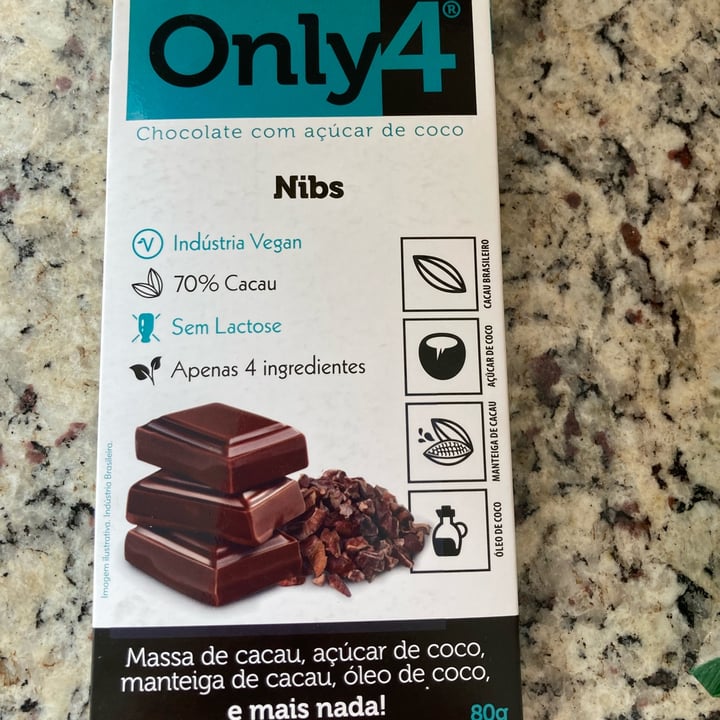 Only4®
Chocolate com açúcar de coco
Nibs
Indústria Vegan
70% Cacau
Sem Lactose
Apenas 4 ingredientes
CACAU BRASILEIRO
AÇÚCAR DE COCO
MANTEIGA DE CACAU
ÓLEO DE COCO
Imagem ilustrativa. Indústria Brasileira.
Massa de cacau, açúcar de coco,
manteiga de cacau, óleo de coco,
e mais nada!
80g